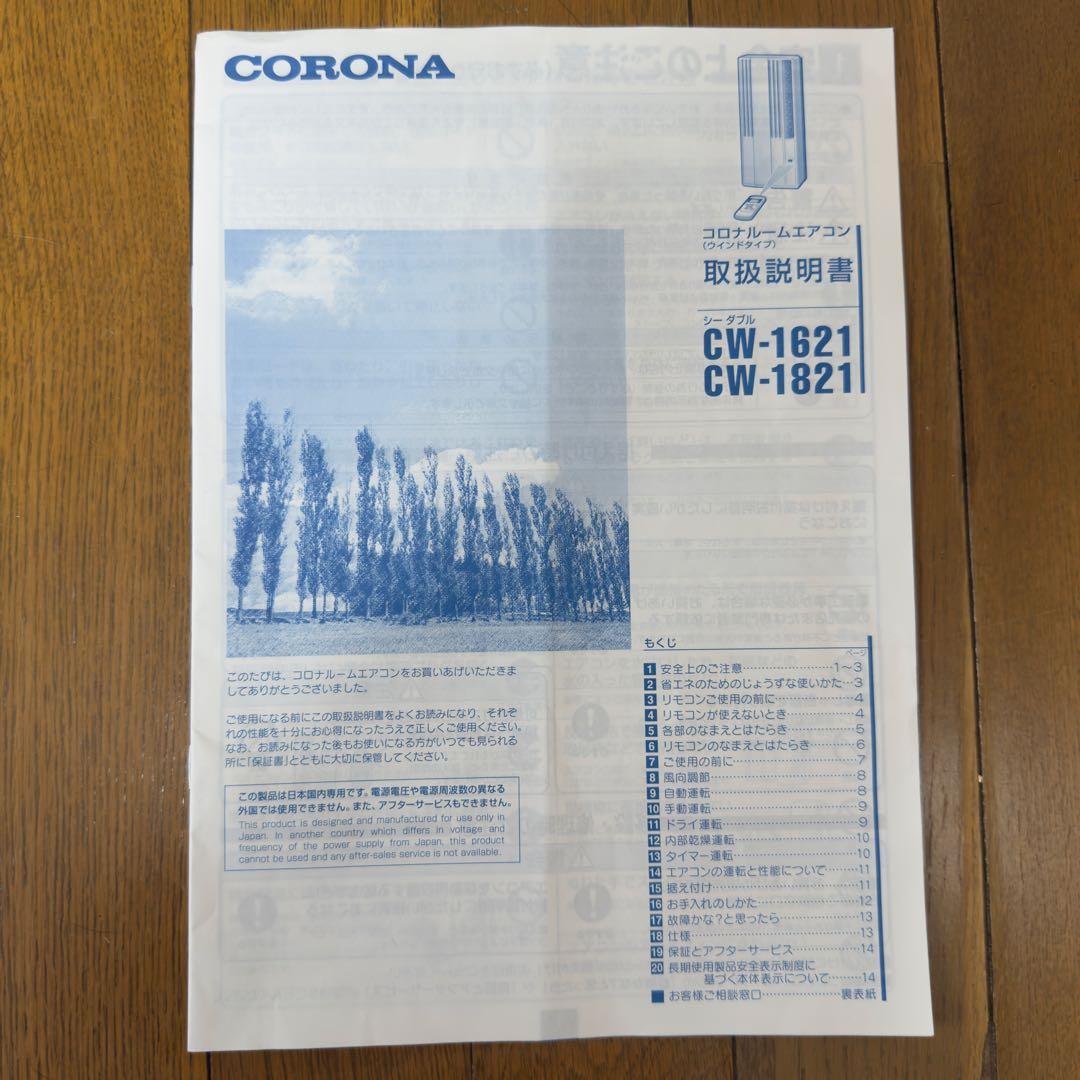 CORONA
コロナルームエアコン
(ウインドタイプ)
取扱説明書
シー ダブル
CW-1621
CW-1821
このたびは、コロナルームエアコンをお買いあげいただきま
してありがとうございました。
ご使用になる前にこの取扱説明書をよくお読みになり、それぞ
れの性能を十分にお心得になったうえで正しくご使用ください。
なお、お読みになった後もお使いになる方がいつでも見られる
所に「保証書」とともに大切に保管してください。
この製品は日本国内専用です。電源電圧や電源周波数の異なる
外国では使用できません。また、アフターサービスもできません。
This product is designed and manufactured for use only in
Japan. In another country which differs in voltage and
frequency of the power supply from Japan, this product
cannot be used and any after-sales service is not available.
もくじ
ページ
1 安全上のご注意……………………1〜3
2 省エネのためのじょうずな使いかた…3
3 リモコンご使用の前に…………………4
4 リモコンが使えないとき………………4
5 各部のなまえとはたらき………………5
6 リモコンのなまえとはたらき…………6
7 ご使用の前に……………………………7
8 風向調節…………………………………8
9 自動運転…………………………………8
10 手動運転…………………………………9
11 ドライ運転………………………………9
12 内部乾燥運転……………………………10
13 タイマー運転……………………………10
14 エアコンの運転と性能について………11
15 据え付け…………………………………11
16 お手入れのしかた………………………12
17 故障かな?と思ったら…………………13
18 仕様………………………………………13
19 保証とアフターサービス………………14
20 長期使用製品安全表示制度に
基づく本体表示について………14
■ お客様ご相談窓口………………裏表紙